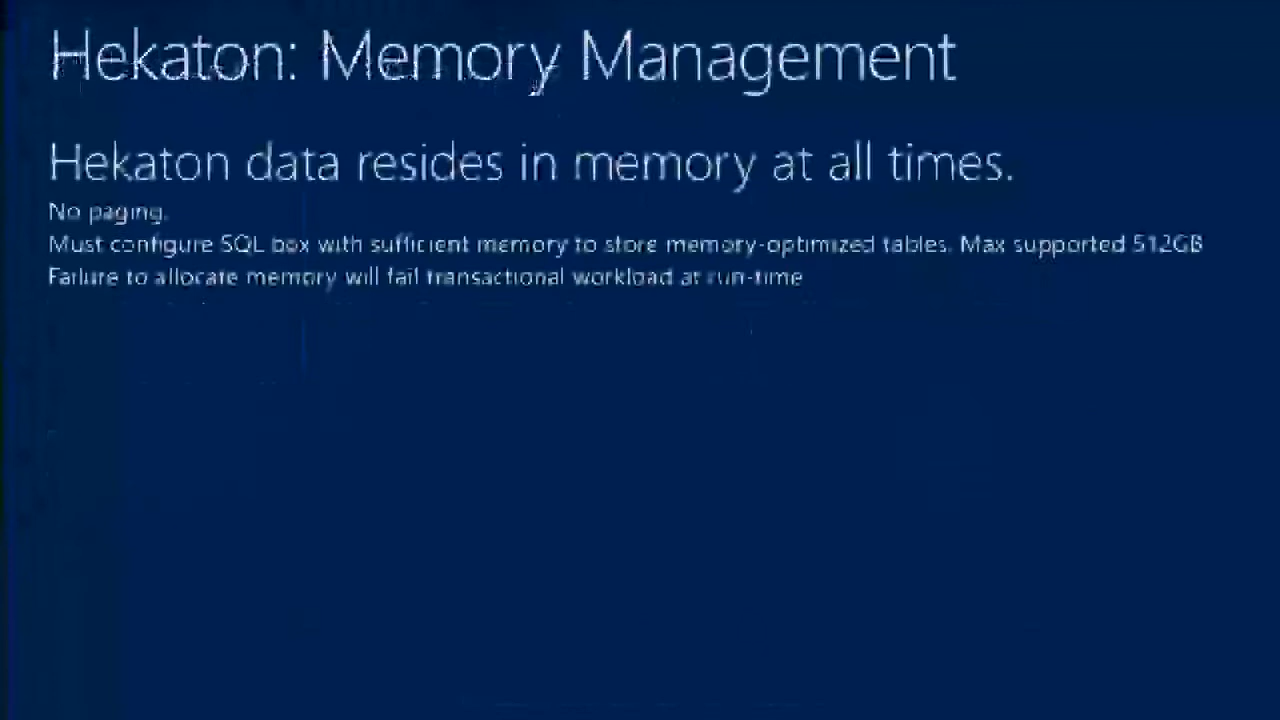 Hekaton: Memory Management
Hekaton data resides in memory at all times.
No paging.
Must configure SQL box with sufficient memory to store memory-optimized tables. Max supported 512GB
Failure to allocate memory will fail transactional workload at run-time